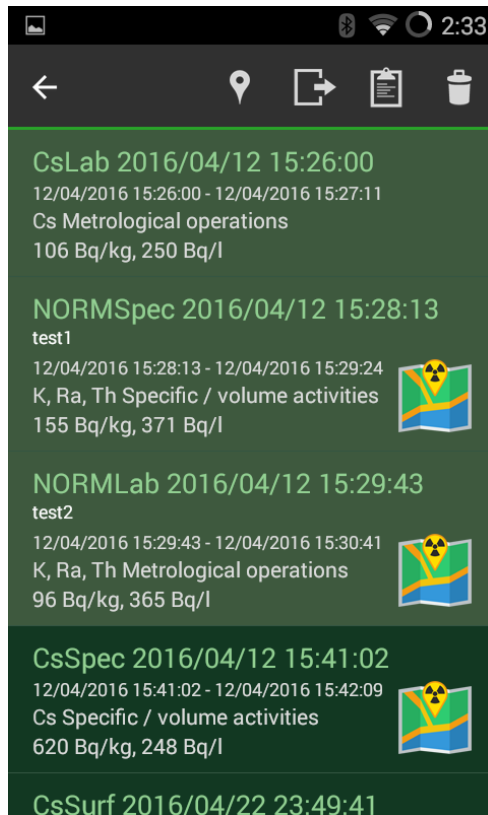 2:33
CsLab 2016/04/12 15:26:00
12/04/2016 15:26:00 - 12/04/2016 15:27:11
Cs Metrological operations
106 Bq/kg, 250 Bq/l
NORMSpec 2016/04/12 15:28:13
test1
12/04/2016 15:28:13 - 12/04/2016 15:29:24
K, Ra, Th Specific / volume activities
155 Bq/kg, 371 Bq/l
NORMLab 2016/04/12 15:29:43
test2
12/04/2016 15:29:43 - 12/04/2016 15:30:41
K, Ra, Th Metrological operations
96 Bq/kg, 365 Bq/l
CsSpec 2016/04/12 15:41:02
12/04/2016 15:41:02 - 12/04/2016 15:42:09
Cs Specific / volume activities
620 Bq/kg, 248 Bq/l
CsSurf 2016/04/22 23:49:41